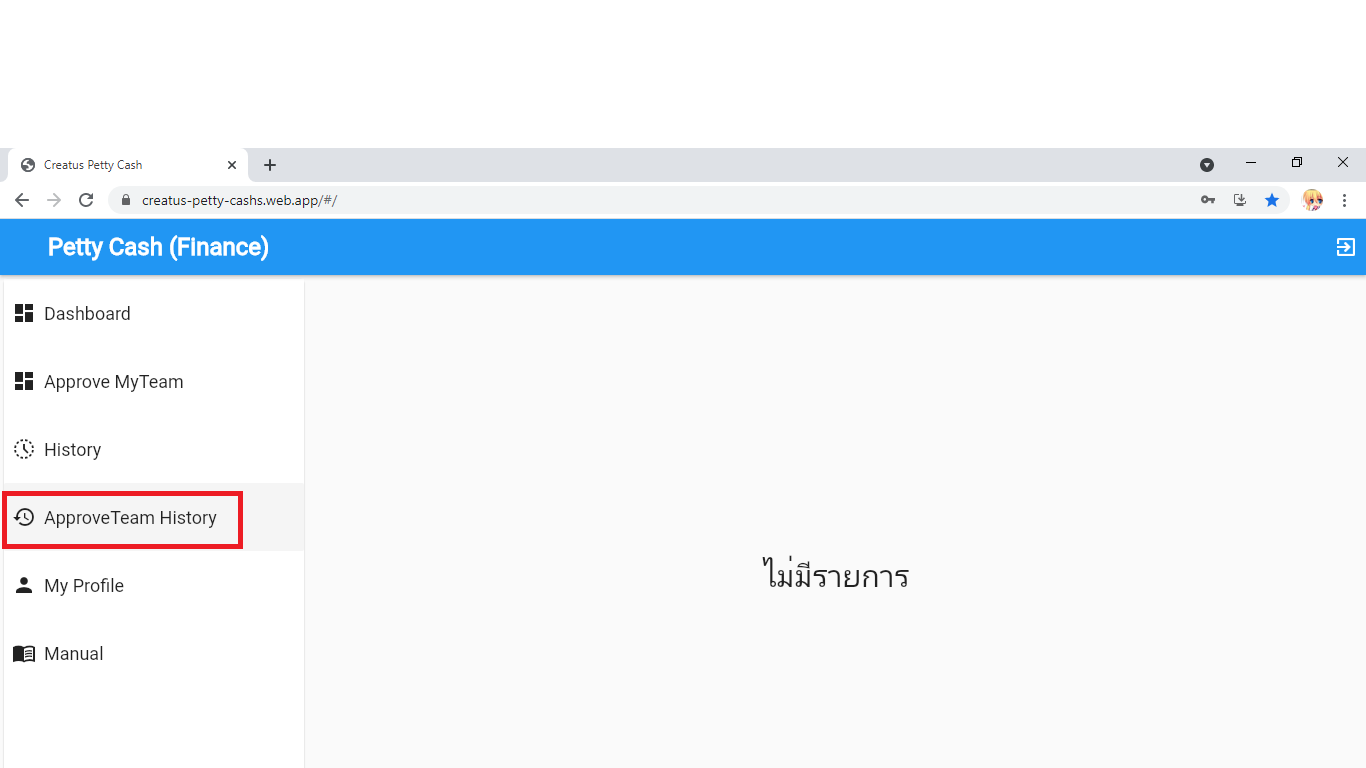 Creatus Petty Cash
creatus-petty-cashs.web.app/#/
Petty Cash (Finance)
Dashboard
Approve MyTeam
History
ApproveTeam History
ไม่มีรายการ
My Profile
Manual